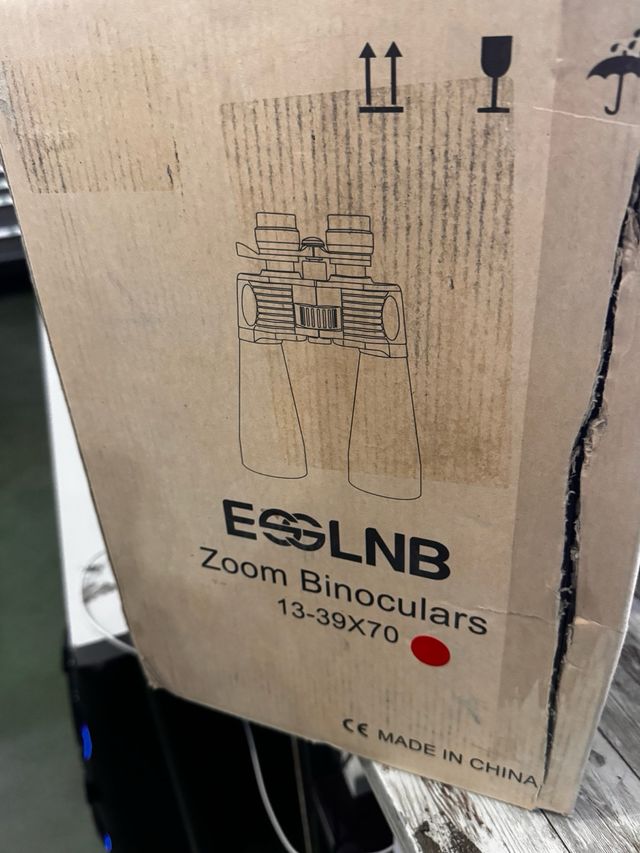 ESSLNB
Zoom Binoculars
13-39X70
CE MADE IN CHINA